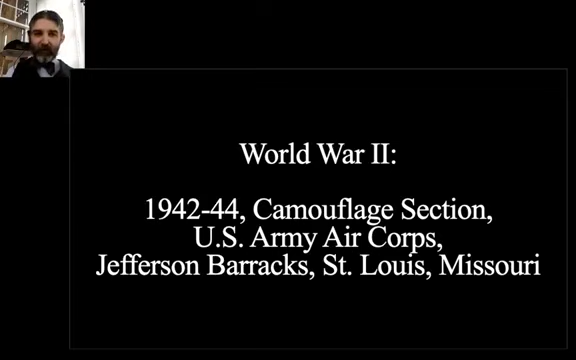 World War II:
1942-44, Camouflage Section,
U.S. Army Air Corps,
Jefferson Barracks, St. Louis, Missouri